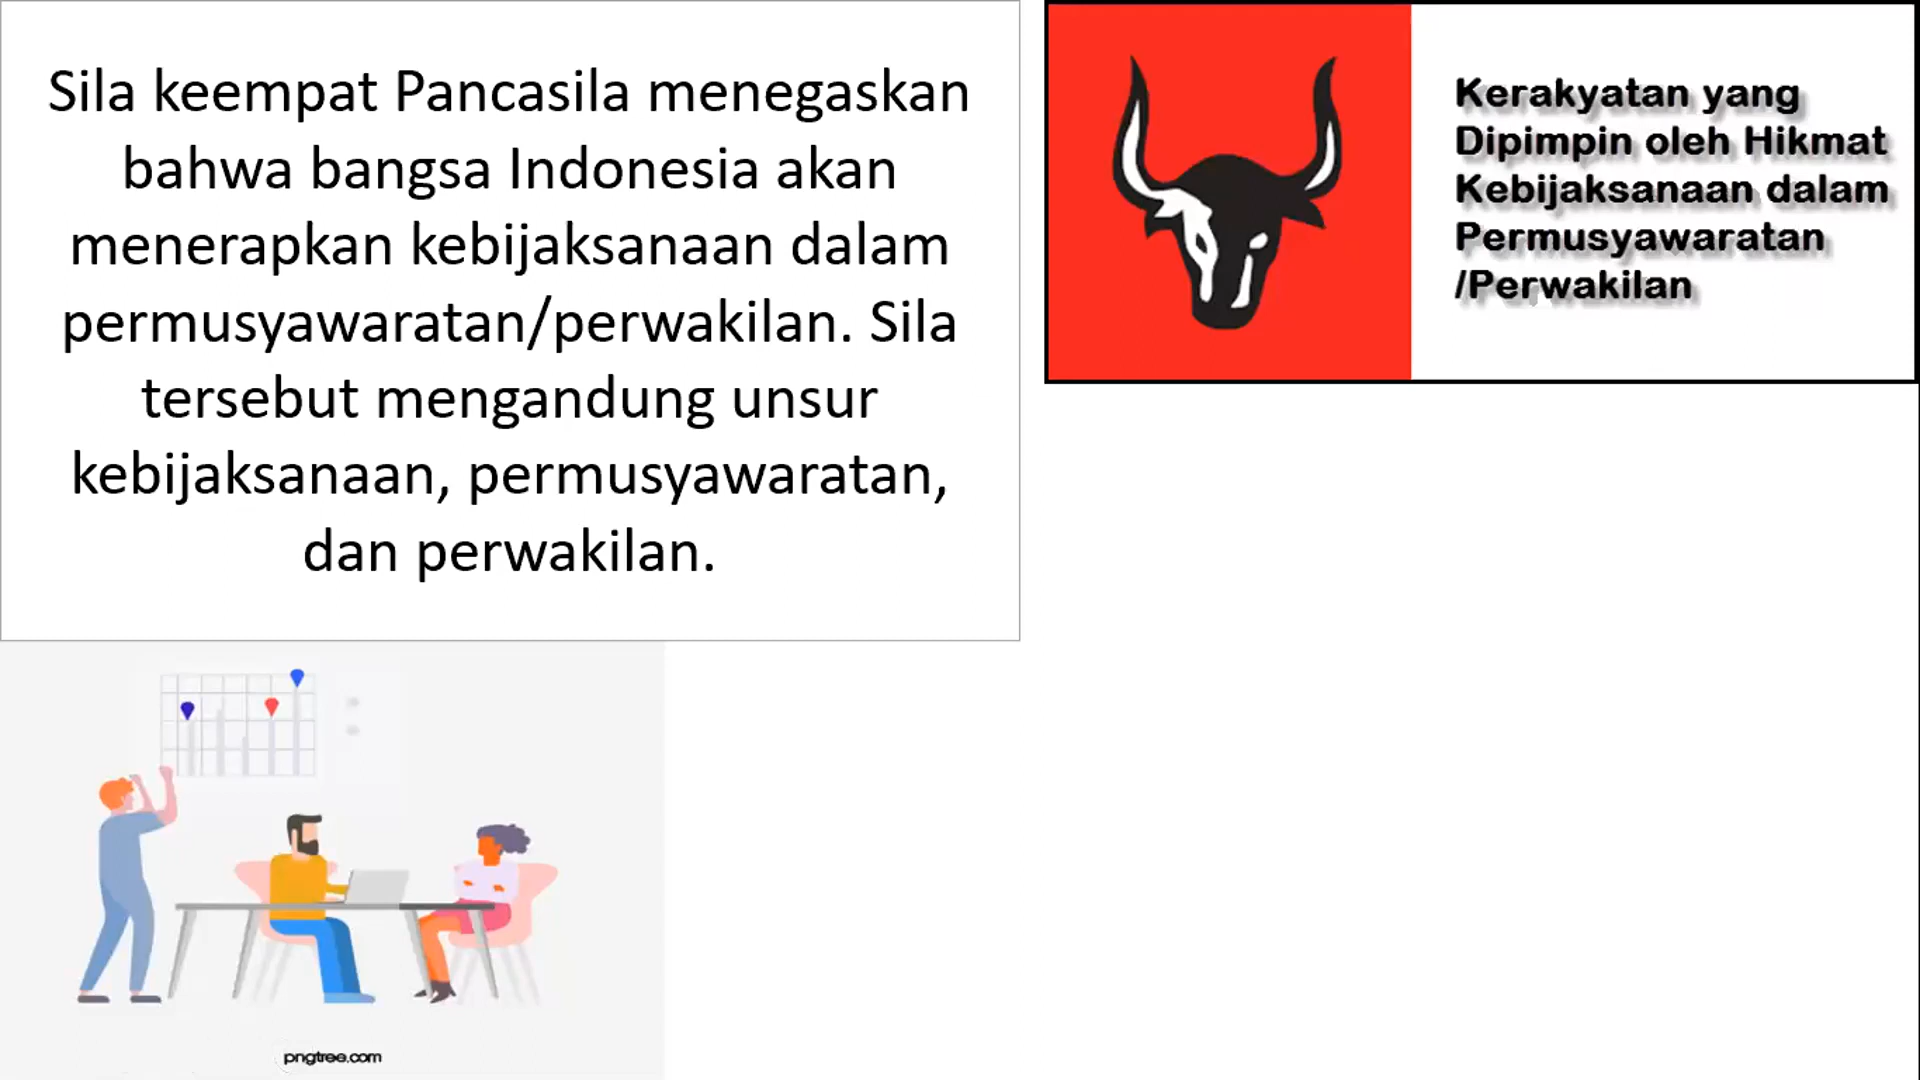 Sila keempat Pancasila menegaskan
bahwa bangsa Indonesia akan
menerapkan kebijaksanaan dalam
permusyawaratan/perwakilan. Sila
tersebut mengandung unsur
kebijaksanaan, permusyawaratan,
dan perwakilan.
Kerakyatan yang
Dipimpin oleh Hikmat
Kebijaksanaan dalam
Permusyawaratan
/Perwakilan
pngtree.com